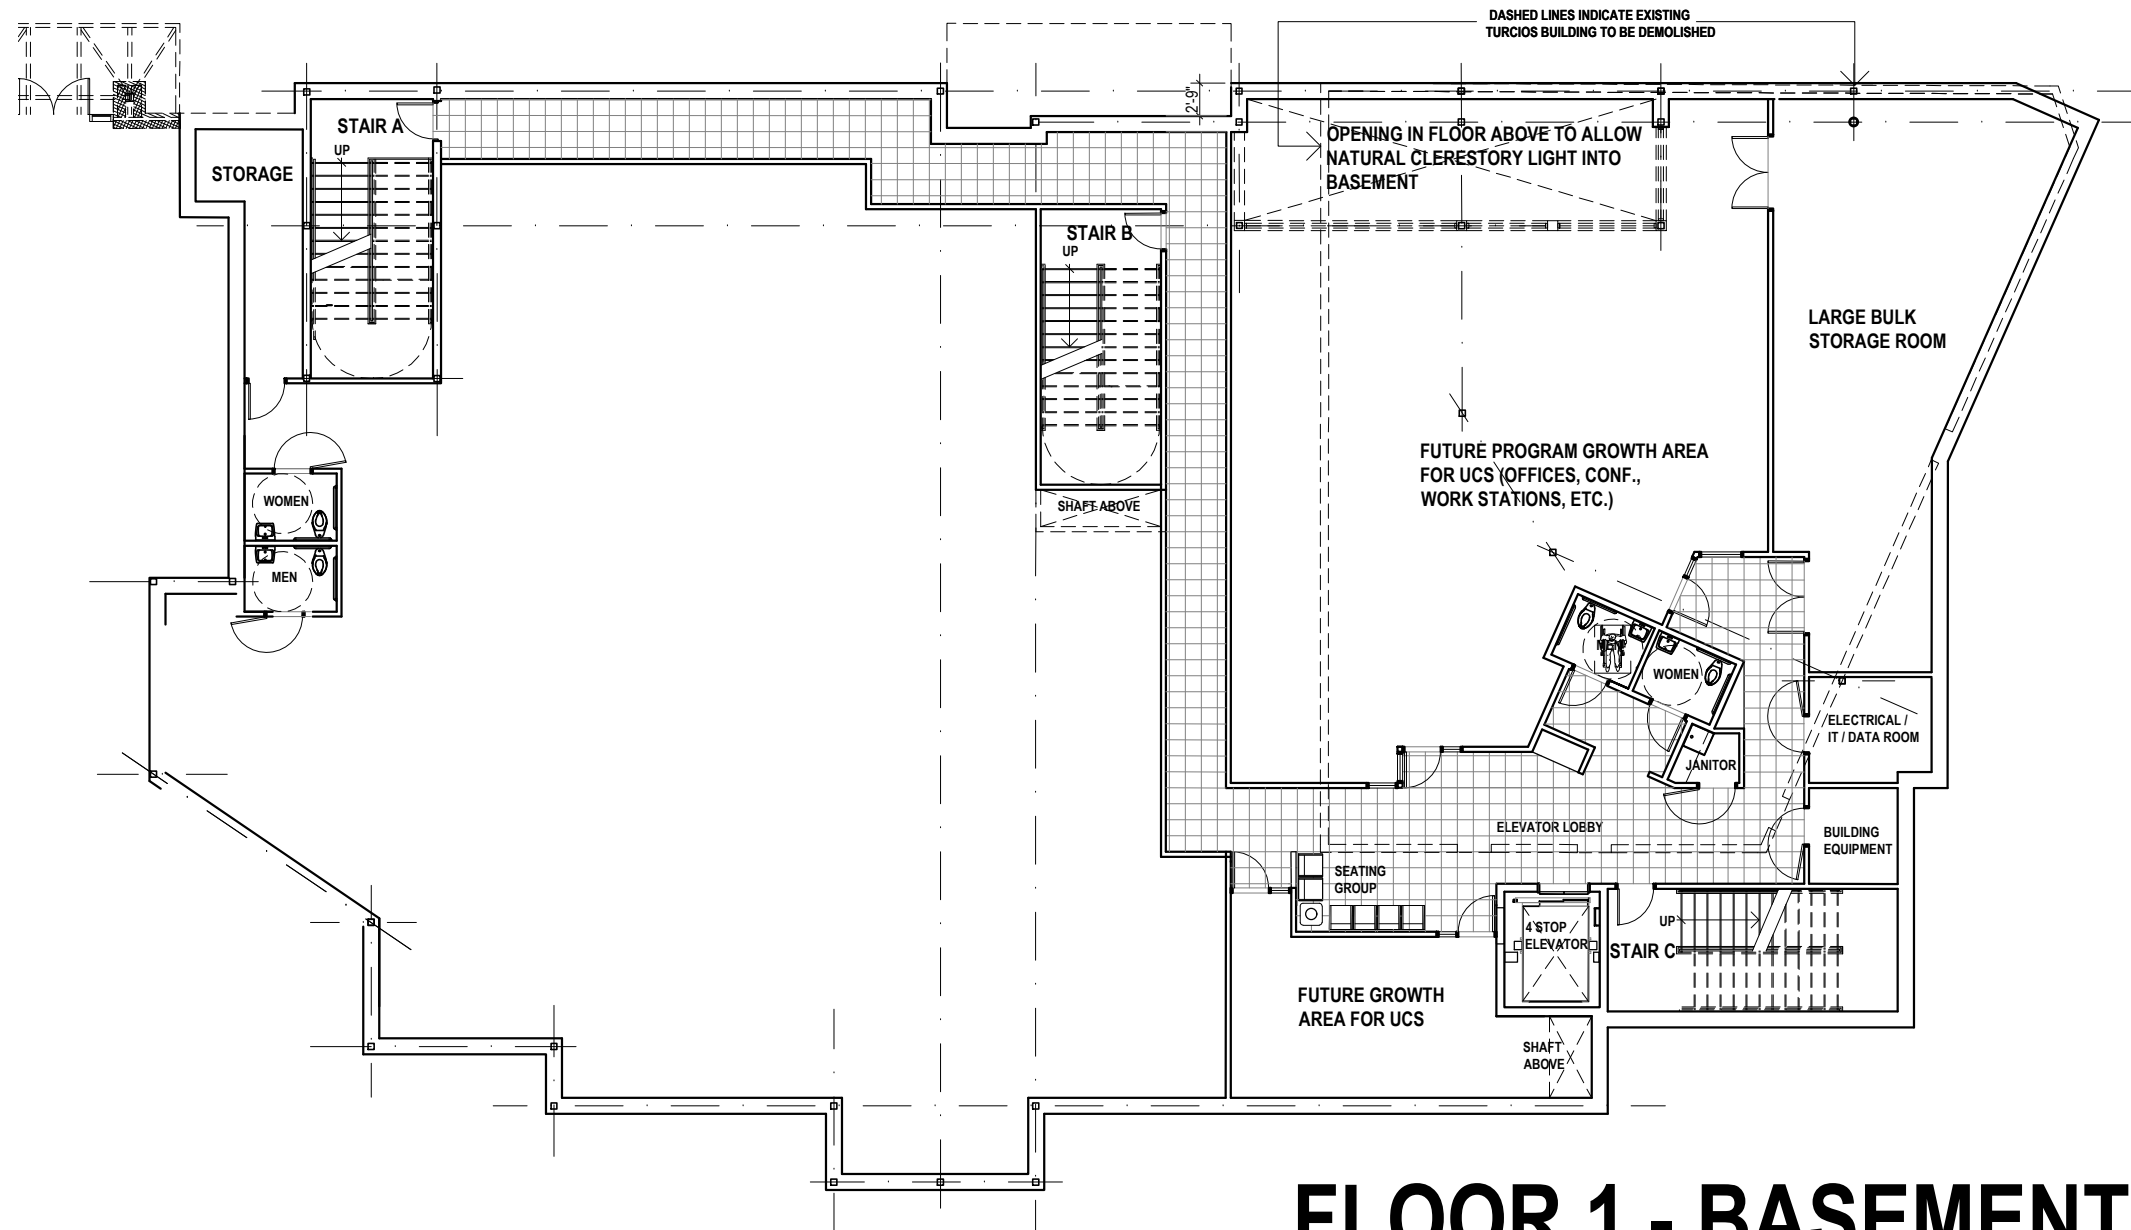 DASHED LINES INDICATE EXISTING
TURCIOS BUILDING TO BE DEMOLISHED
2'-9"
STAIR A
UP
STORAGE
OPENING IN FLOOR ABOVE TO ALLOW
NATURAL CLERESTORY LIGHT INTO
BASEMENT
STAIR B
UP
LARGE BULK
STORAGE ROOM
FUTURE PROGRAM GROWTH AREA
FOR UCS (OFFICES, CONF.,
WORK STATIONS, ETC.)
WOMEN
SHAFT ABOVE
MEN
MEN
WOMEN
ELECTRICAL /
IT / DATA ROOM
JANITOR
ELEVATOR LOBBY
BUILDING
EQUIPMENT
SEATING
GROUP
4 STOP
ELEVATOR
UP
STAIR C
FUTURE GROWTH
AREA FOR UCS
SHAFT
ABOVE
FLOOR 1 - BASEMENT